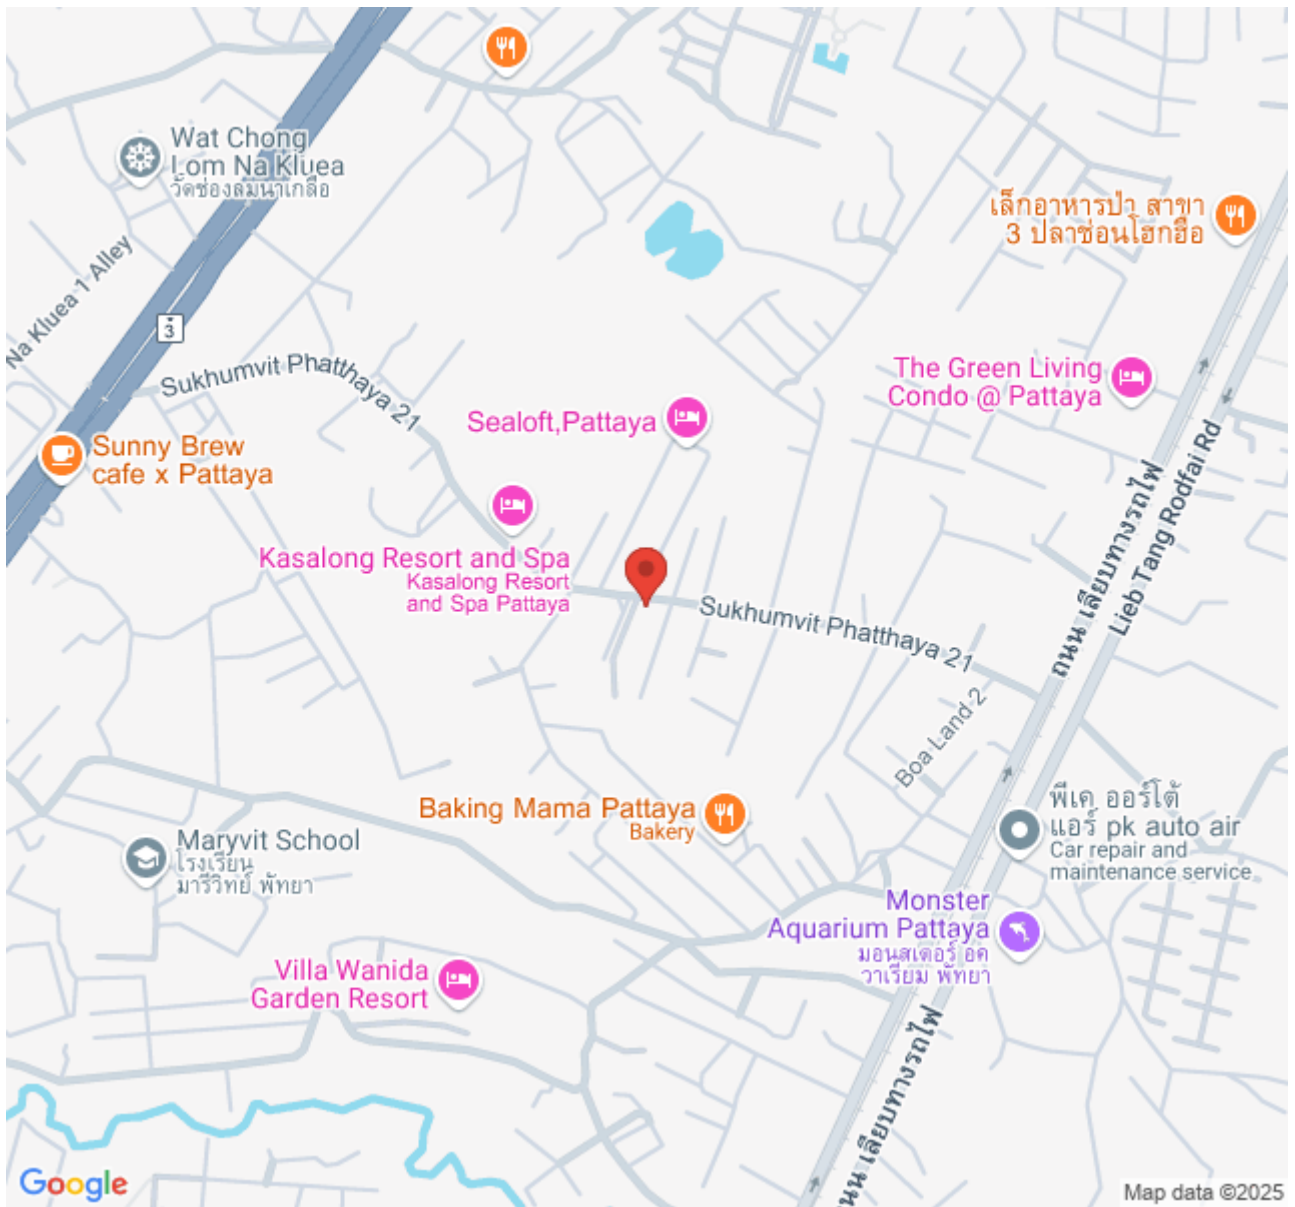 Wat Chong
Lom Na Kluea
วัดช่องลมนาเกลือ
เล็กอาหารป่า สาขา
3 ปลาช่อนโฮกฮือ
Na Kluea 1 Alley
3
Sukhumvit Phatthaya 21
The Green Living
Condo @ Pattaya
Sealoft,Pattaya
Sunny Brew
cafe x Pattaya
ถนน เลียบทางรถไฟ
Lieb Tang Rodfai Rd
Kasalong Resort and Spa
Kasalong Resort
and Spa Pattaya
Sukhumvit Phatthaya 21
Boa Land 2
Baking Mama Pattaya
Bakery
พีเค ออร์โต้
แอร์ pk auto air
Car repair and
maintenance service
Maryvit School
โรงเรียน
มารีวิทย์ พัทยา
Monster
Aquarium Pattaya
มอนสเตอร์ อค
วาเรียม พัทยา
Villa Wanida
Garden Resort
นน เลียบทางรถไฟ
Google
Map data ©2025